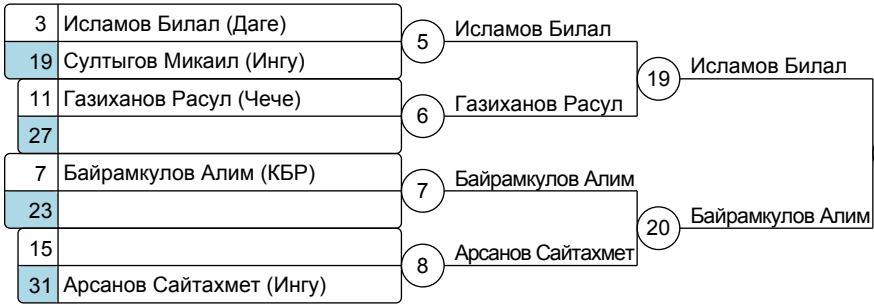 3 Исламов Билал (Даге)
19 Султыгов Микаил (Ингу)
5 Исламов Билал
11 Газиханов Расул (Чече)
27
6 Газиханов Расул
19 Исламов Билал
7 Байрамкулов Алим (КБР)
23
7 Байрамкулов Алим
15
31 Арсанов Сайтахмет (Ингу)
8 Арсанов Сайтахмет
20 Байрамкулов Алим